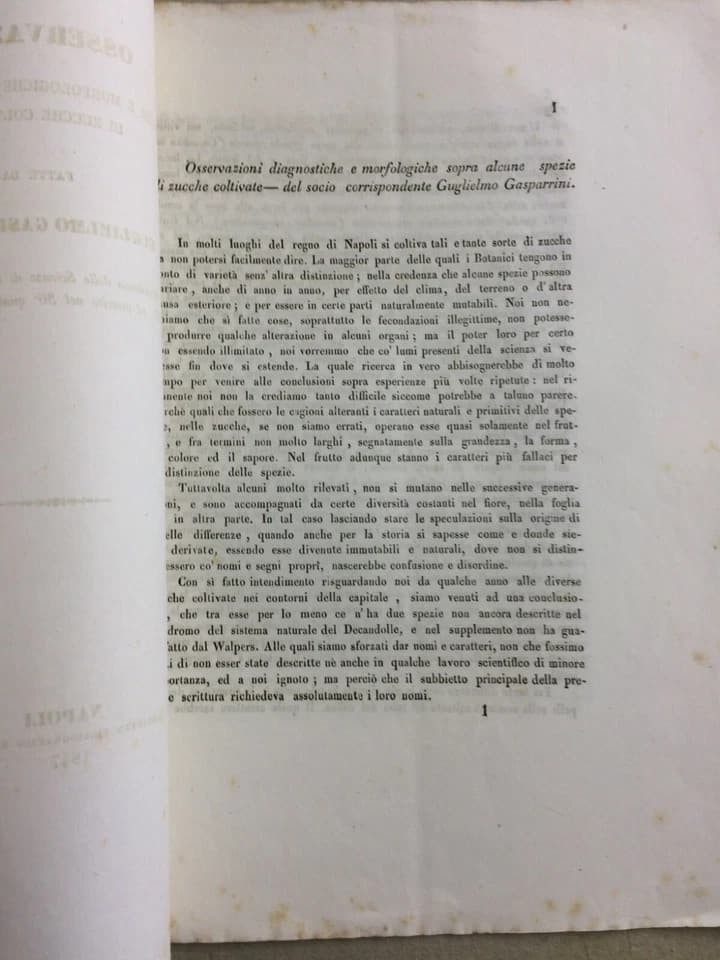 I
Osservazioni diagnostiche e morfologiche sopra alcune spezie
di zucche coltivate— del socio corrispondente Guglielmo Gasparrini.
In molti luoghi del regno di Napoli si coltiva tali e tante sorte di zucche
a non potersi facilmente dire. La maggior parte delle quali i Botanici tengono in
onto di varietà senz' altra distinzione ; nella credenza che alcune spezie possono
ariare , anche di anno in anno, per effetto del clima, del terreno o d'altra
usa esteriore ; e per essere in certe parti naturalmente mutabili. Noi non ne-
iamo che sì fatte cose, soprattutto le fecondazioni illegittime, non potesse-
produrre qualche alterazione in alcuni organi ; ma il poter loro per certo
on essendo illimitato , noi vorremmo che co' lumi presenti della scienza si ve-
esse fin dove si estende. La quale ricerca in vero abbisognerebbe di molto
mpo per venire alle conclusioni sopra esperienze più volte ripetute : nel ri-
nente noi non la crediamo tanto difficile siccome potrebbe a taluno parere.
rchè quali che fossero le cagioni alteranti i caratteri naturali e primitivi delle spe-
, nelle zucche, se non siamo errati, operano esse quasi solamente nel frut-
, e fra termini non molto larghi , segnatamente sulla grandezza , la forma ,
colore ed il sapore. Nel frutto adunque stanno i caratteri più fallaci per
distinzione delle spezie.
Tuttavolta alcuni molto rilevati , non si mutano nelle successive genera-
oni, e sono accompagnati da certe diversità costanti nel fiore, nella foglia
in altra parte. In tal caso lasciando stare le speculazioni sulla origine di
elle differenze , quando anche per la storia si sapesse come e donde sie-
derivate, essendo esse divenute immutabili e naturali, dove non si distin-
essero co' nomi e segni proprî, nascerebbe confusione e disordine.
Con sì fatto intendimento risguardando noi da qualche anno alle diverse
che coltivate nei contorni della capitale , siamo venuti ad una conclusio-
, che tra esse per lo meno ce n' ha due spezie non ancora descritte nel
dromo del sistema naturale del Decandolle, e nel supplemento non ha gua-
fatto dal Walpers. Alle quali siamo sforzati dar nomi e caratteri, non che fossimo
i di non esser state descritte nè anche in qualche lavoro scientifico di minore
portanza, ed a noi ignoto ; ma perciò che il subbietto principale della pre-
e scrittura richiedeva assolutamente i loro nomi.
1